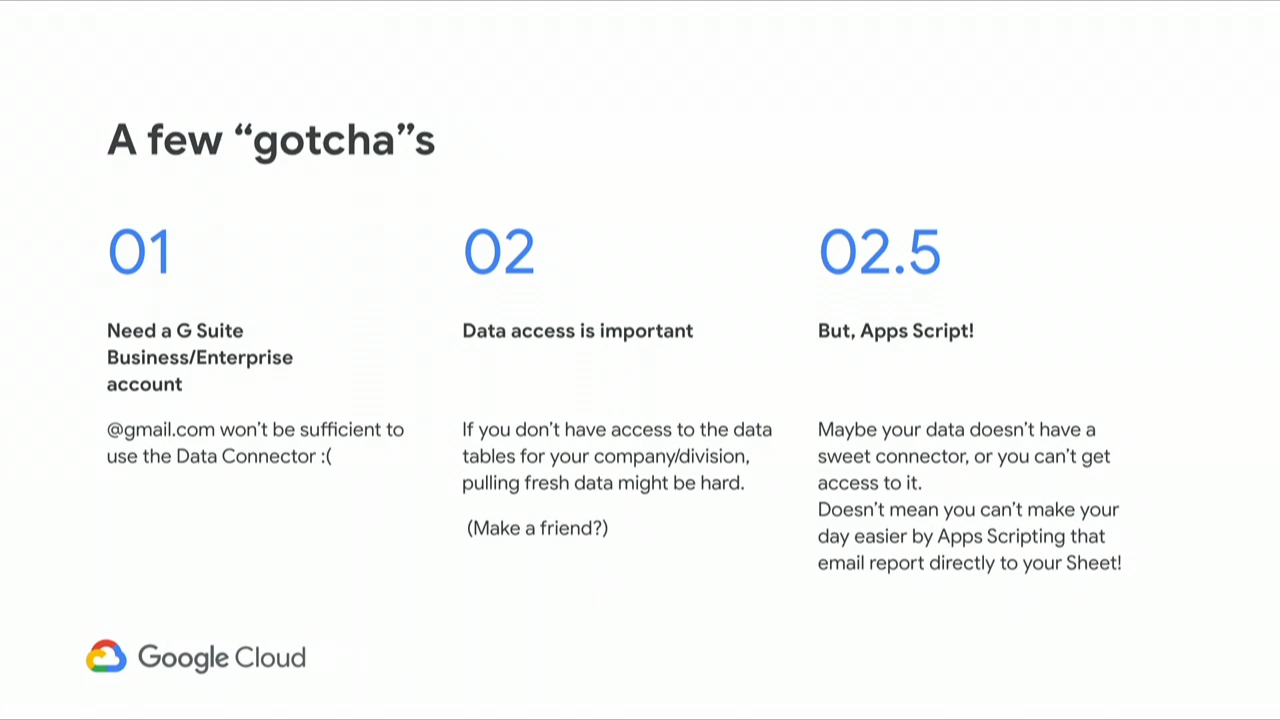 A few “gotcha”s
01
Need a G Suite
Business/Enterprise
account
@gmail.com won’t be sufficient to
use the Data Connector :(
02
Data access is important
If you don’t have access to the data
tables for your company/division,
pulling fresh data might be hard.
(Make a friend?)
02.5
But, Apps Script!
Maybe your data doesn’t have a
sweet connector, or you can’t get
access to it.
Doesn’t mean you can’t make your
day easier by Apps Scripting that
email report directly to your Sheet!
Google Cloud